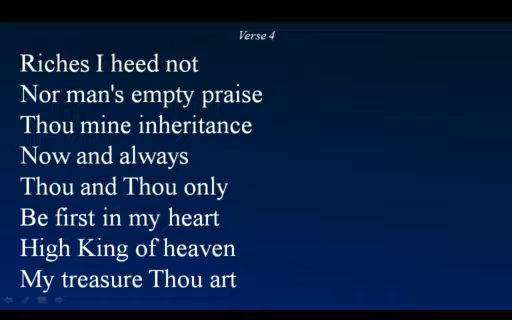 Verse 4
Riches I heed not
Nor man's empty praise
Thou mine inheritance
Now and always
Thou and Thou only
Be first in my heart
High King of heaven
My treasure Thou art